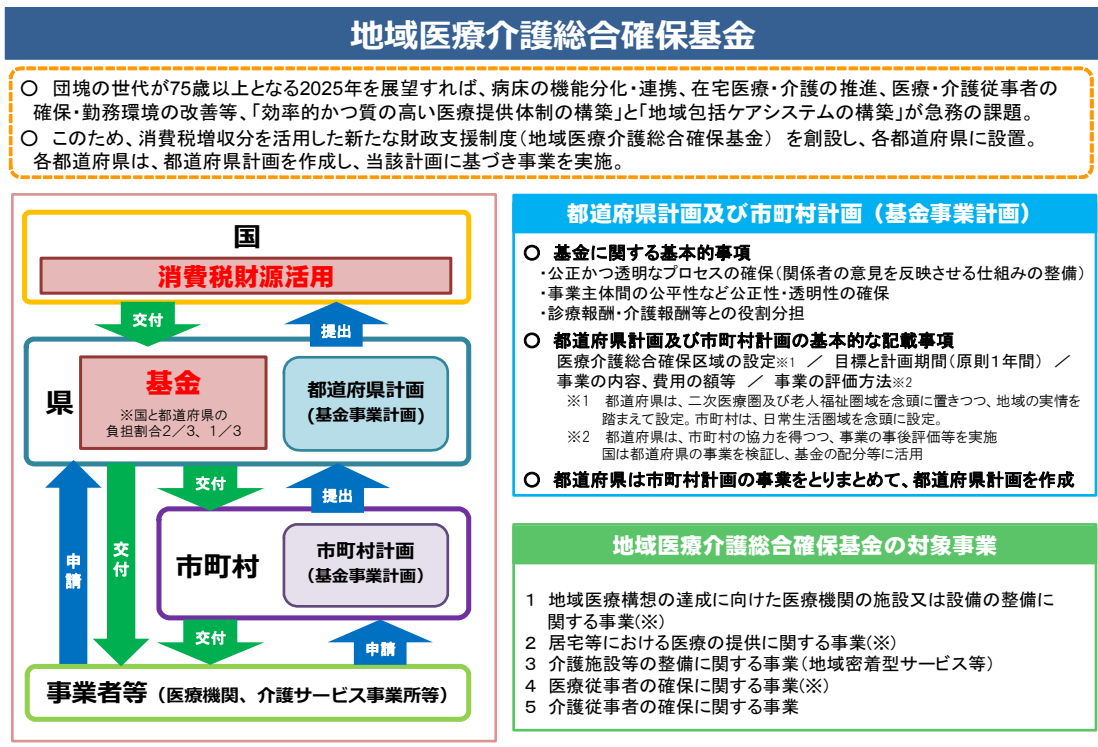 地域医療介護総合確保基金
○　団塊の世代が75歳以上となる2025年を展望すれば、病床の機能分化・連携、在宅医療・介護の推進、医療・介護従事者の
確保・勤務環境の改善等、「効率的かつ質の高い医療提供体制の構築」と「地域包括ケアシステムの構築」が急務の課題。
○　このため、消費税増収分を活用した新たな財政支援制度（地域医療介護総合確保基金）　を創設し、各都道府県に設置。
各都道府県は、都道府県計画を作成し、当該計画に基づき事業を実施。
国
消費税財源活用
交付
提出
県
基金
※国と都道府県の
負担割合2／3、1／3
都道府県計画
(基金事業計画)
申請
交付
交付
提出
市町村
市町村計画
(基金事業計画)
交付
申請
事業者等（医療機関、介護サービス事業所等）
都道府県計画及び市町村計画（基金事業計画）
○　基金に関する基本的事項
・公正かつ透明なプロセスの確保（関係者の意見を反映させる仕組みの整備）
・事業主体間の公平性など公正性・透明性の確保
・診療報酬・介護報酬等との役割分担
○　都道府県計画及び市町村計画の基本的な記載事項
医療介護総合確保区域の設定※1　／　目標と計画期間（原則１年間）　／
事業の内容、費用の額等　／　事業の評価方法※2
※1　都道府県は、二次医療圏及び老人福祉圏域を念頭に置きつつ、地域の実情を
踏まえて設定。市町村は、日常生活圏域を念頭に設定。
※2　都道府県は、市町村の協力を得つつ、事業の事後評価等を実施
国は都道府県の事業を検証し、基金の配分等に活用
○　都道府県は市町村計画の事業をとりまとめて、都道府県計画を作成
地域医療介護総合確保基金の対象事業
1　地域医療構想の達成に向けた医療機関の施設又は設備の整備に
関する事業(※)
2　居宅等における医療の提供に関する事業(※)
3　介護施設等の整備に関する事業（地域密着型サービス等）
4　医療従事者の確保に関する事業(※)
5　介護従事者の確保に関する事業